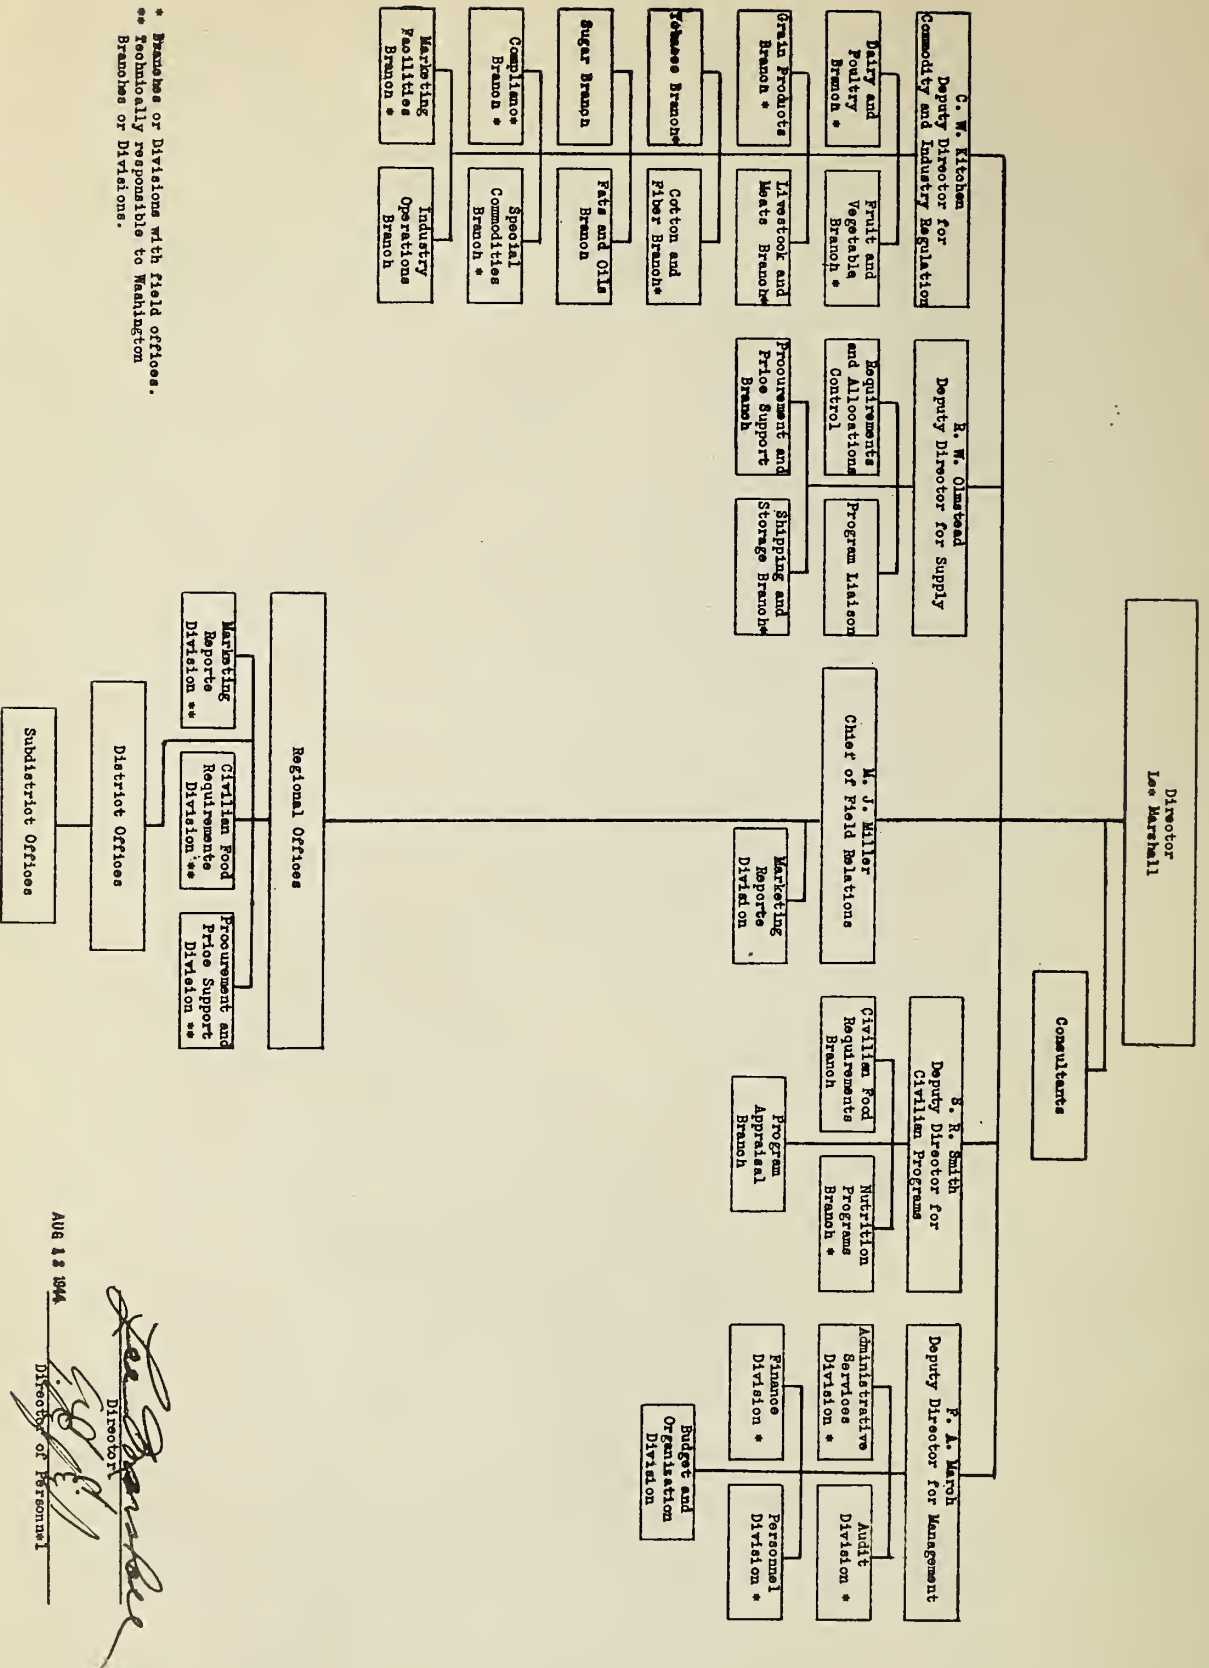 Director
Lee Marshall
Consultants
C. W. Kitchen
Deputy Director for
Commodity and Industry Regulation
Dairy and
Poultry
Branch *
Fruit and
Vegetable
Branch *
Grain Products
Branch *
Livestock and
Meats Branch*
Tobacco Branch*
Cotton and
Fiber Branch*
Sugar Branch
Fats and Oils
Branch
Compliance
Branch *
Special
Commodities
Branch *
Marketing
Facilities
Branch *
Industry
Operations
Branch
R. W. Olmstead
Deputy Director for Supply
Requirements
and Allocations
Control
Program Liaison
Procurement and
Price Support
Branch
Shipping and
Storage Branch*
M. J. Miller
Chief of Field Relations
Marketing
Reports
Division
Regional Offices
Marketing
Reports
Division **
Civilian Food
Requirements
Division **
Procurement and
Price Support
Division **
District Offices
Subdistrict Offices
S. R. Smith
Deputy Director for
Civilian Programs
Civilian Food
Requirements
Branch
Nutrition
Programs
Branch *
Program
Appraisal
Branch
F. A. March
Deputy Director for Management
Administrative
Services
Division *
Audit
Division *
Finance
Division *
Personnel
Division *
Budget and
Organization
Division
* Branches or Divisions with field offices.
** Technically responsible to Washington
Branches or Divisions.
Lee Marshall
Director
Director of Personnel
AUG 12 1944